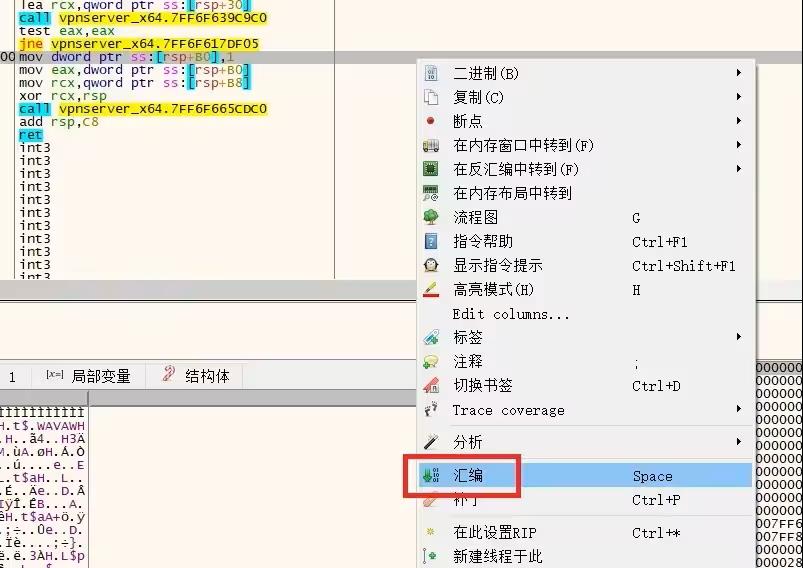 lea rcx,qword ptr ss:[rsp+30]
call vpnserver_x64.7FF6F639C9C0
test eax,eax
jne vpnserver_x64.7FF6F617DF05
00 mov dword ptr ss:[rsp+B0],1
mov eax,dword ptr ss:[rsp+B0]
mov rcx,qword ptr ss:[rsp+B8]
xor rcx,rsp
call vpnserver_x64.7FF6F665CDC0
add rsp,C8
ret
int3
int3
int3
int3
int3
int3
int3
int3
int3
int3
int3
二进制(B)
复制(C)
断点
在内存窗口中转到(F)
在反汇编中转到(F)
在内存布局中转到
流程图 G
指令帮助 Ctrl+F1
显示指令提示 Ctrl+Shift+F1
高亮模式(H) H
Edit columns...
标签
注释 ;
切换书签 Ctrl+D
Trace coverage
分析
汇编 Space
补丁 Ctrl+P
在此设置RIP Ctrl+*
新建线程于此
1 [x=] 局部变量 结构体
H.t$.WAVAWH
.H..ã4..H3Ä
.ú....e..E
L.t$aH..L..
.É..Äe..D.Â
ëH.t$aA+ö.ÿ
.;÷..Ûe..D.
.Ïè....;÷}.
ë.ë.3ÀH.L$p
000000
000000
000000
000000
000000
000000
000000
000000
000000
000000
000000
000000
007FF6
007FF8
000000
000028